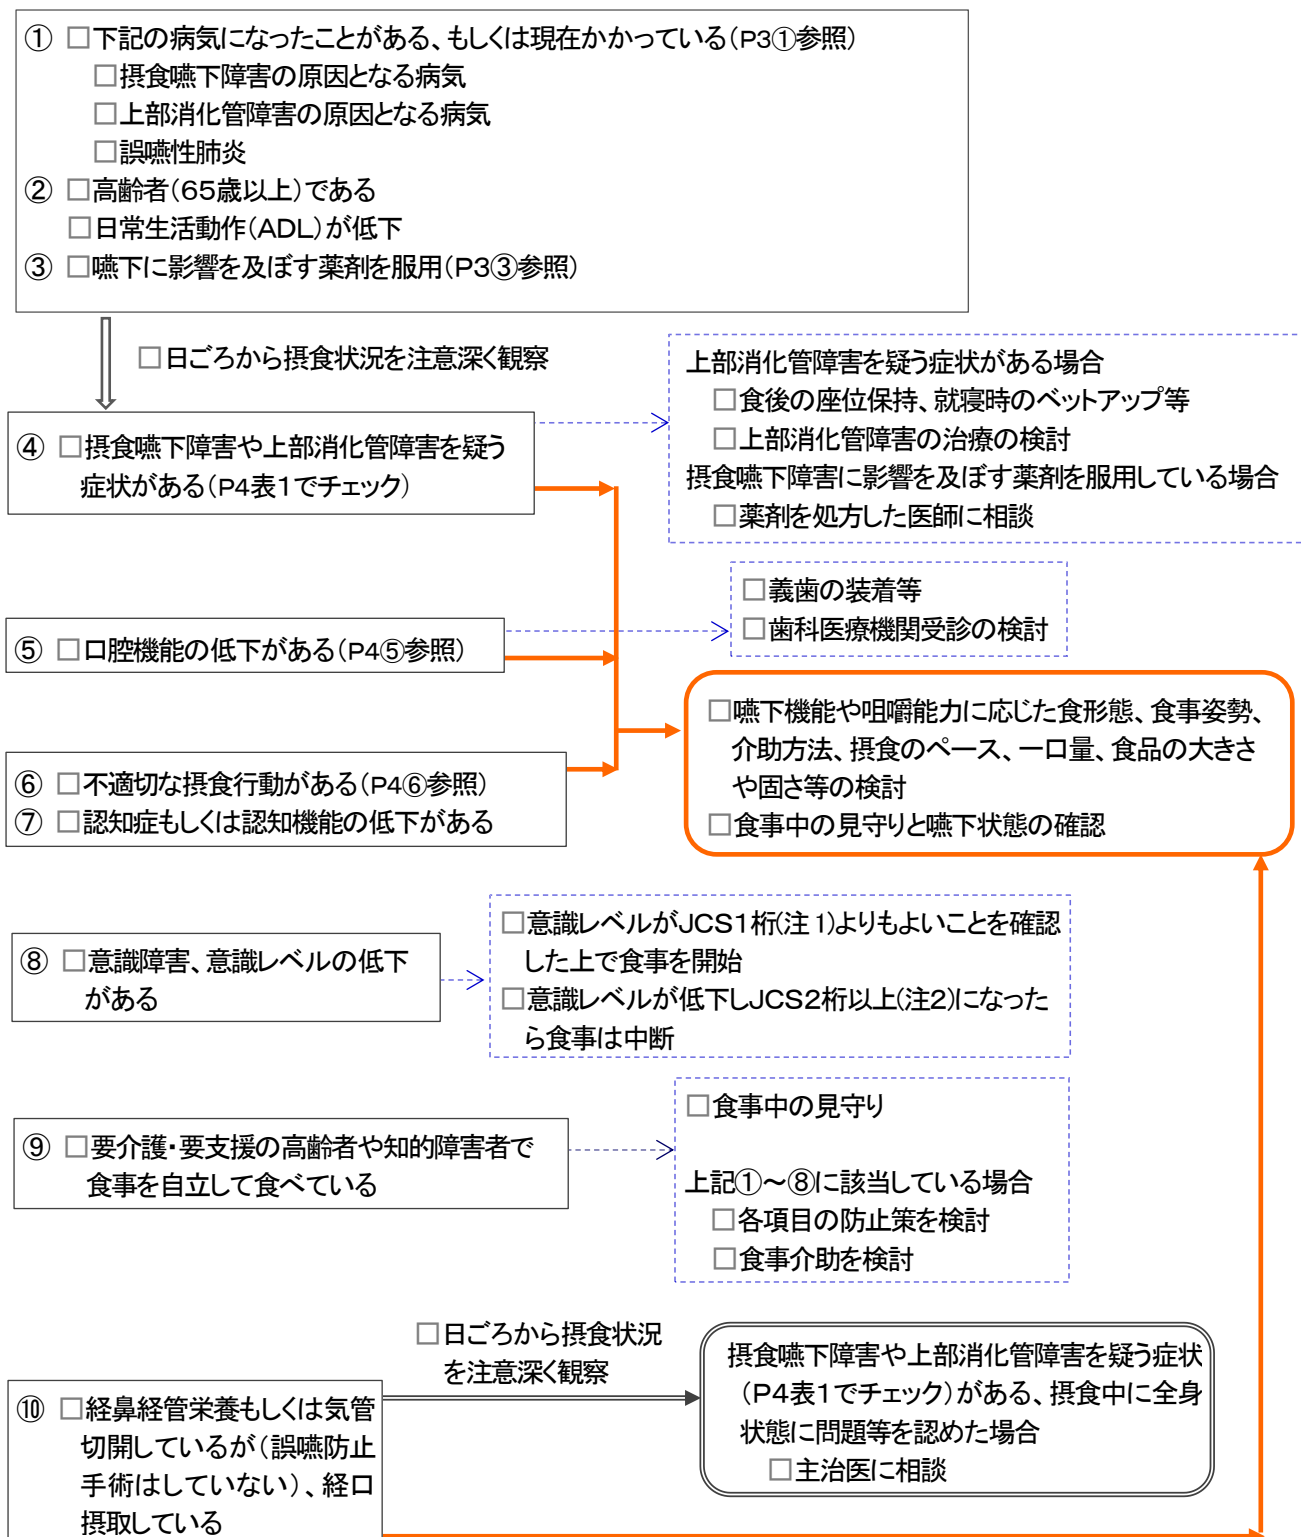 ① □下記の病気になったことがある、もしくは現在かかっている(P3①参照)
□摂食嚥下障害の原因となる病気
□上部消化管障害の原因となる病気
□誤嚥性肺炎
② □高齢者(65歳以上)である
□日常生活動作(ADL)が低下
③ □嚥下に影響を及ぼす薬剤を服用(P3③参照)
□日ごろから摂食状況を注意深く観察
上部消化管障害を疑う症状がある場合
□食後の座位保持、就寝時のベットアップ等
□上部消化管障害の治療の検討
摂食嚥下障害に影響を及ぼす薬剤を服用している場合
□薬剤を処方した医師に相談
④ □摂食嚥下障害や上部消化管障害を疑う
症状がある(P4表1でチェック)
□義歯の装着等
□歯科医療機関受診の検討
⑤ □口腔機能の低下がある(P4⑤参照)
□嚥下機能や咀嚼能力に応じた食形態、食事姿勢、
介助方法、摂食のペース、一口量、食品の大きさ
や固さ等の検討
□食事中の見守りと嚥下状態の確認
⑥ □不適切な摂食行動がある(P4⑥参照)
⑦ □認知症もしくは認知機能の低下がある
⑧ □意識障害、意識レベルの低下
がある
□意識レベルがJCS1桁(注1)よりもよいことを確認
した上で食事を開始
□意識レベルが低下しJCS2桁以上(注2)になった
ら食事は中断
⑨ □要介護・要支援の高齢者や知的障害者で
食事を自立して食べている
□食事中の見守り
上記①~⑧に該当している場合
□各項目の防止策を検討
□食事介助を検討
□日ごろから摂食状況
を注意深く観察
⑩ □経鼻経管栄養もしくは気管
切開しているが(誤嚥防止
手術はしていない)、経口
摂取している
摂食嚥下障害や上部消化管障害を疑う症状
(P4表1でチェック)がある、摂食中に全身
状態に問題等を認めた場合
□主治医に相談